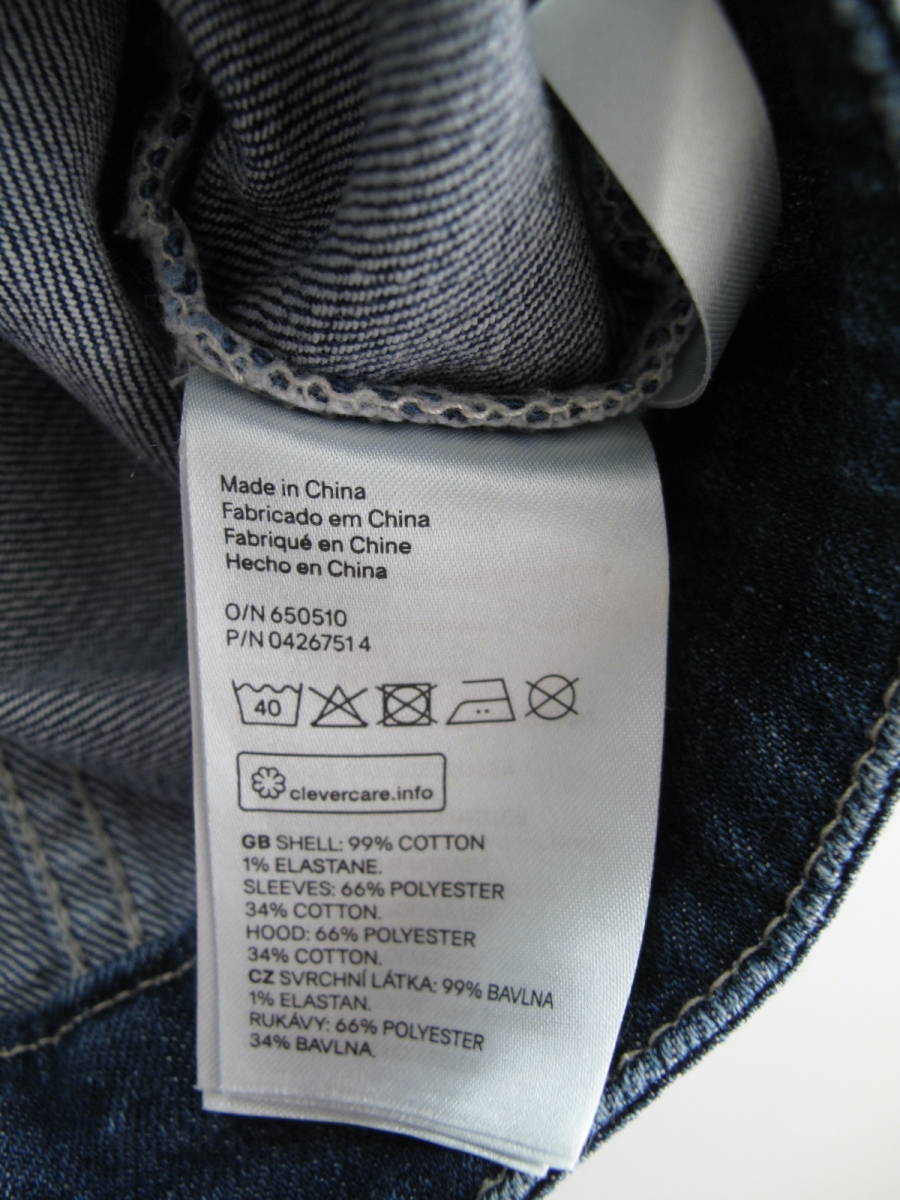 Made in China
Fabricado em China
Fabriqué en Chine
Hecho en China
O/N 650510
P/N 04267514
40
clevercare.info
GB SHELL: 99% COTTON
1% ELASTANE.
SLEEVES: 66% POLYESTER
34% COTTON.
HOOD: 66% POLYESTER
34% COTTON.
CZ SVRCHNÍ LÁTKA: 99% BAVLNA
1% ELASTAN.
RUKÁVY: 66% POLYESTER
34% BAVLNA.